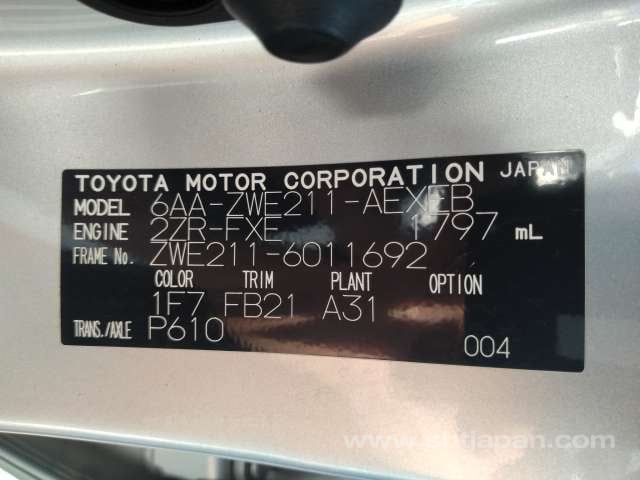 TOYOTA MOTOR CORPORATION JAPAN
MODEL 6AA-ZWE211-AEXEB
ENGINE 2ZR-FXE 1797 mL
FRAME No. ZWE211-6011692
COLOR TRIM PLANT OPTION
1F7 FB21 A31
TRANS./AXLE P610
004
www.sbtjapan.com